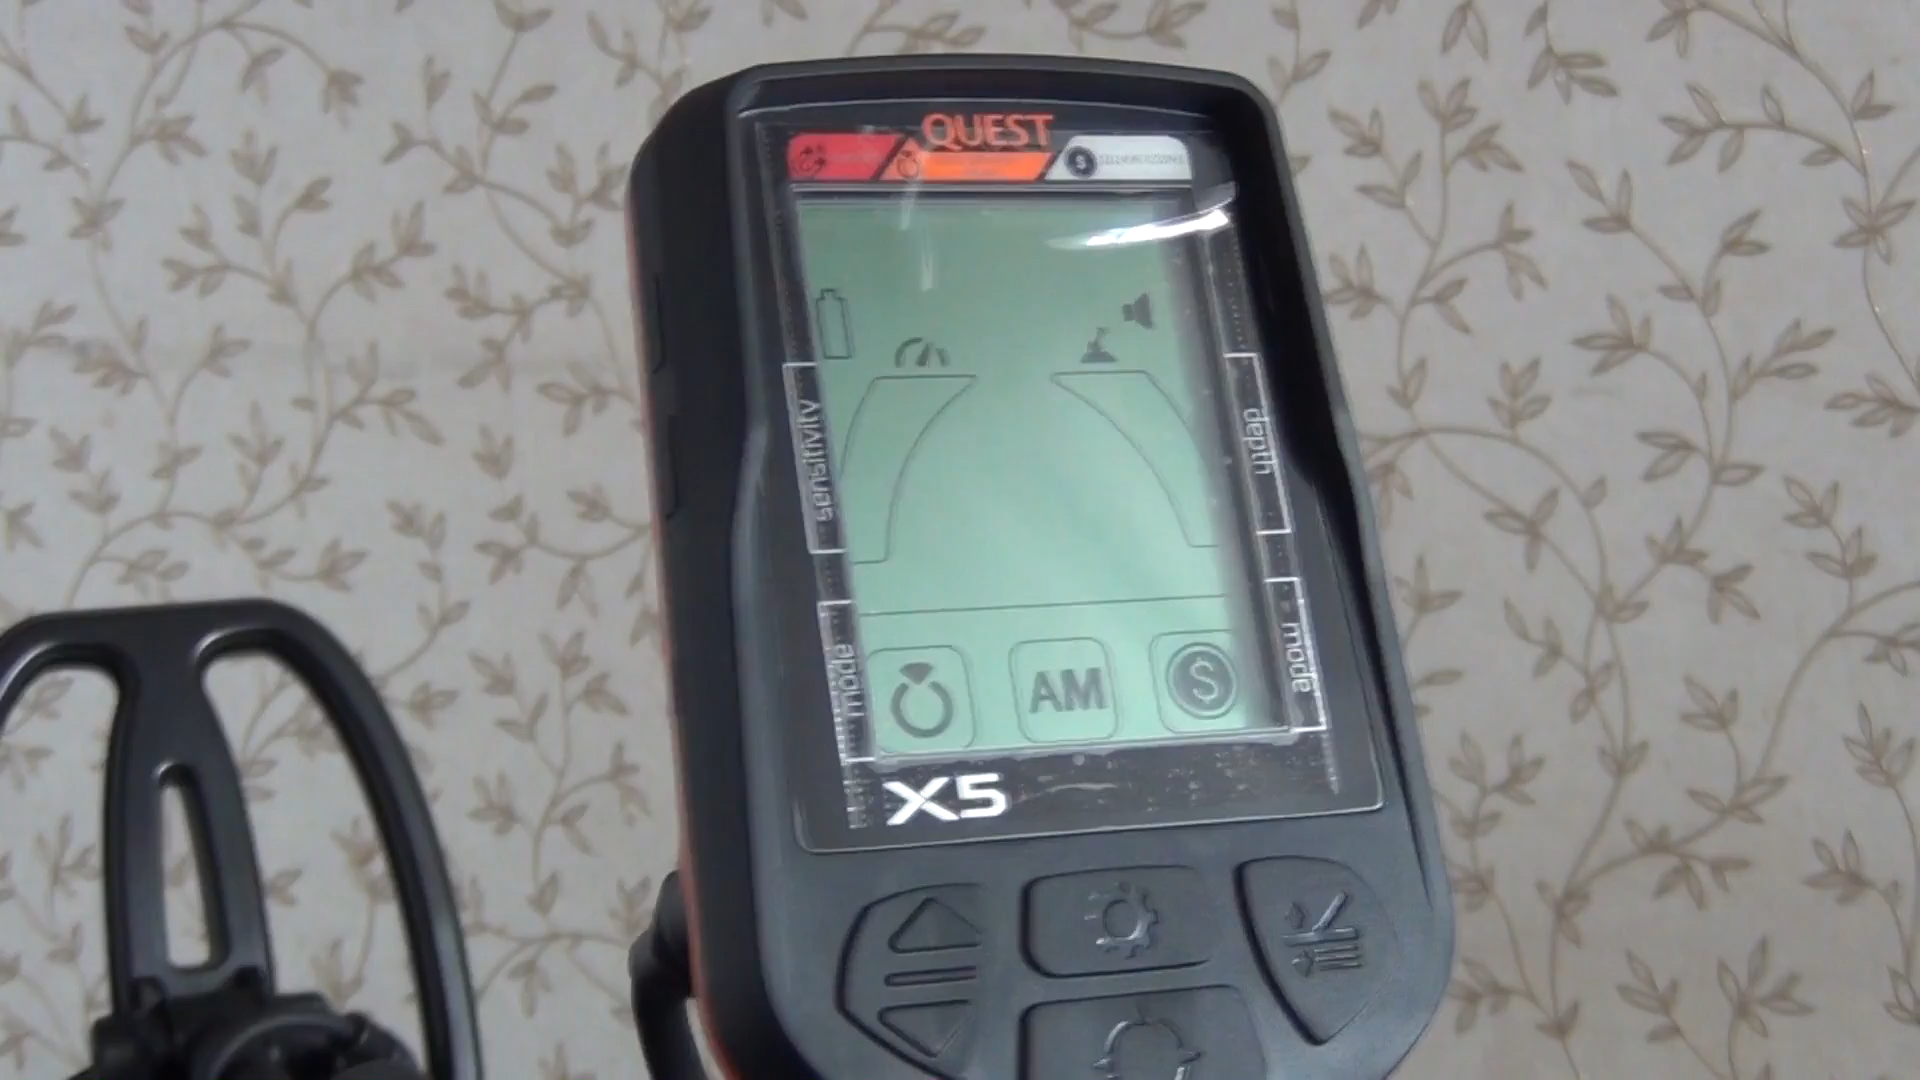 QUEST
$
sensitivity
depth
mode
AM
$
mode
X5